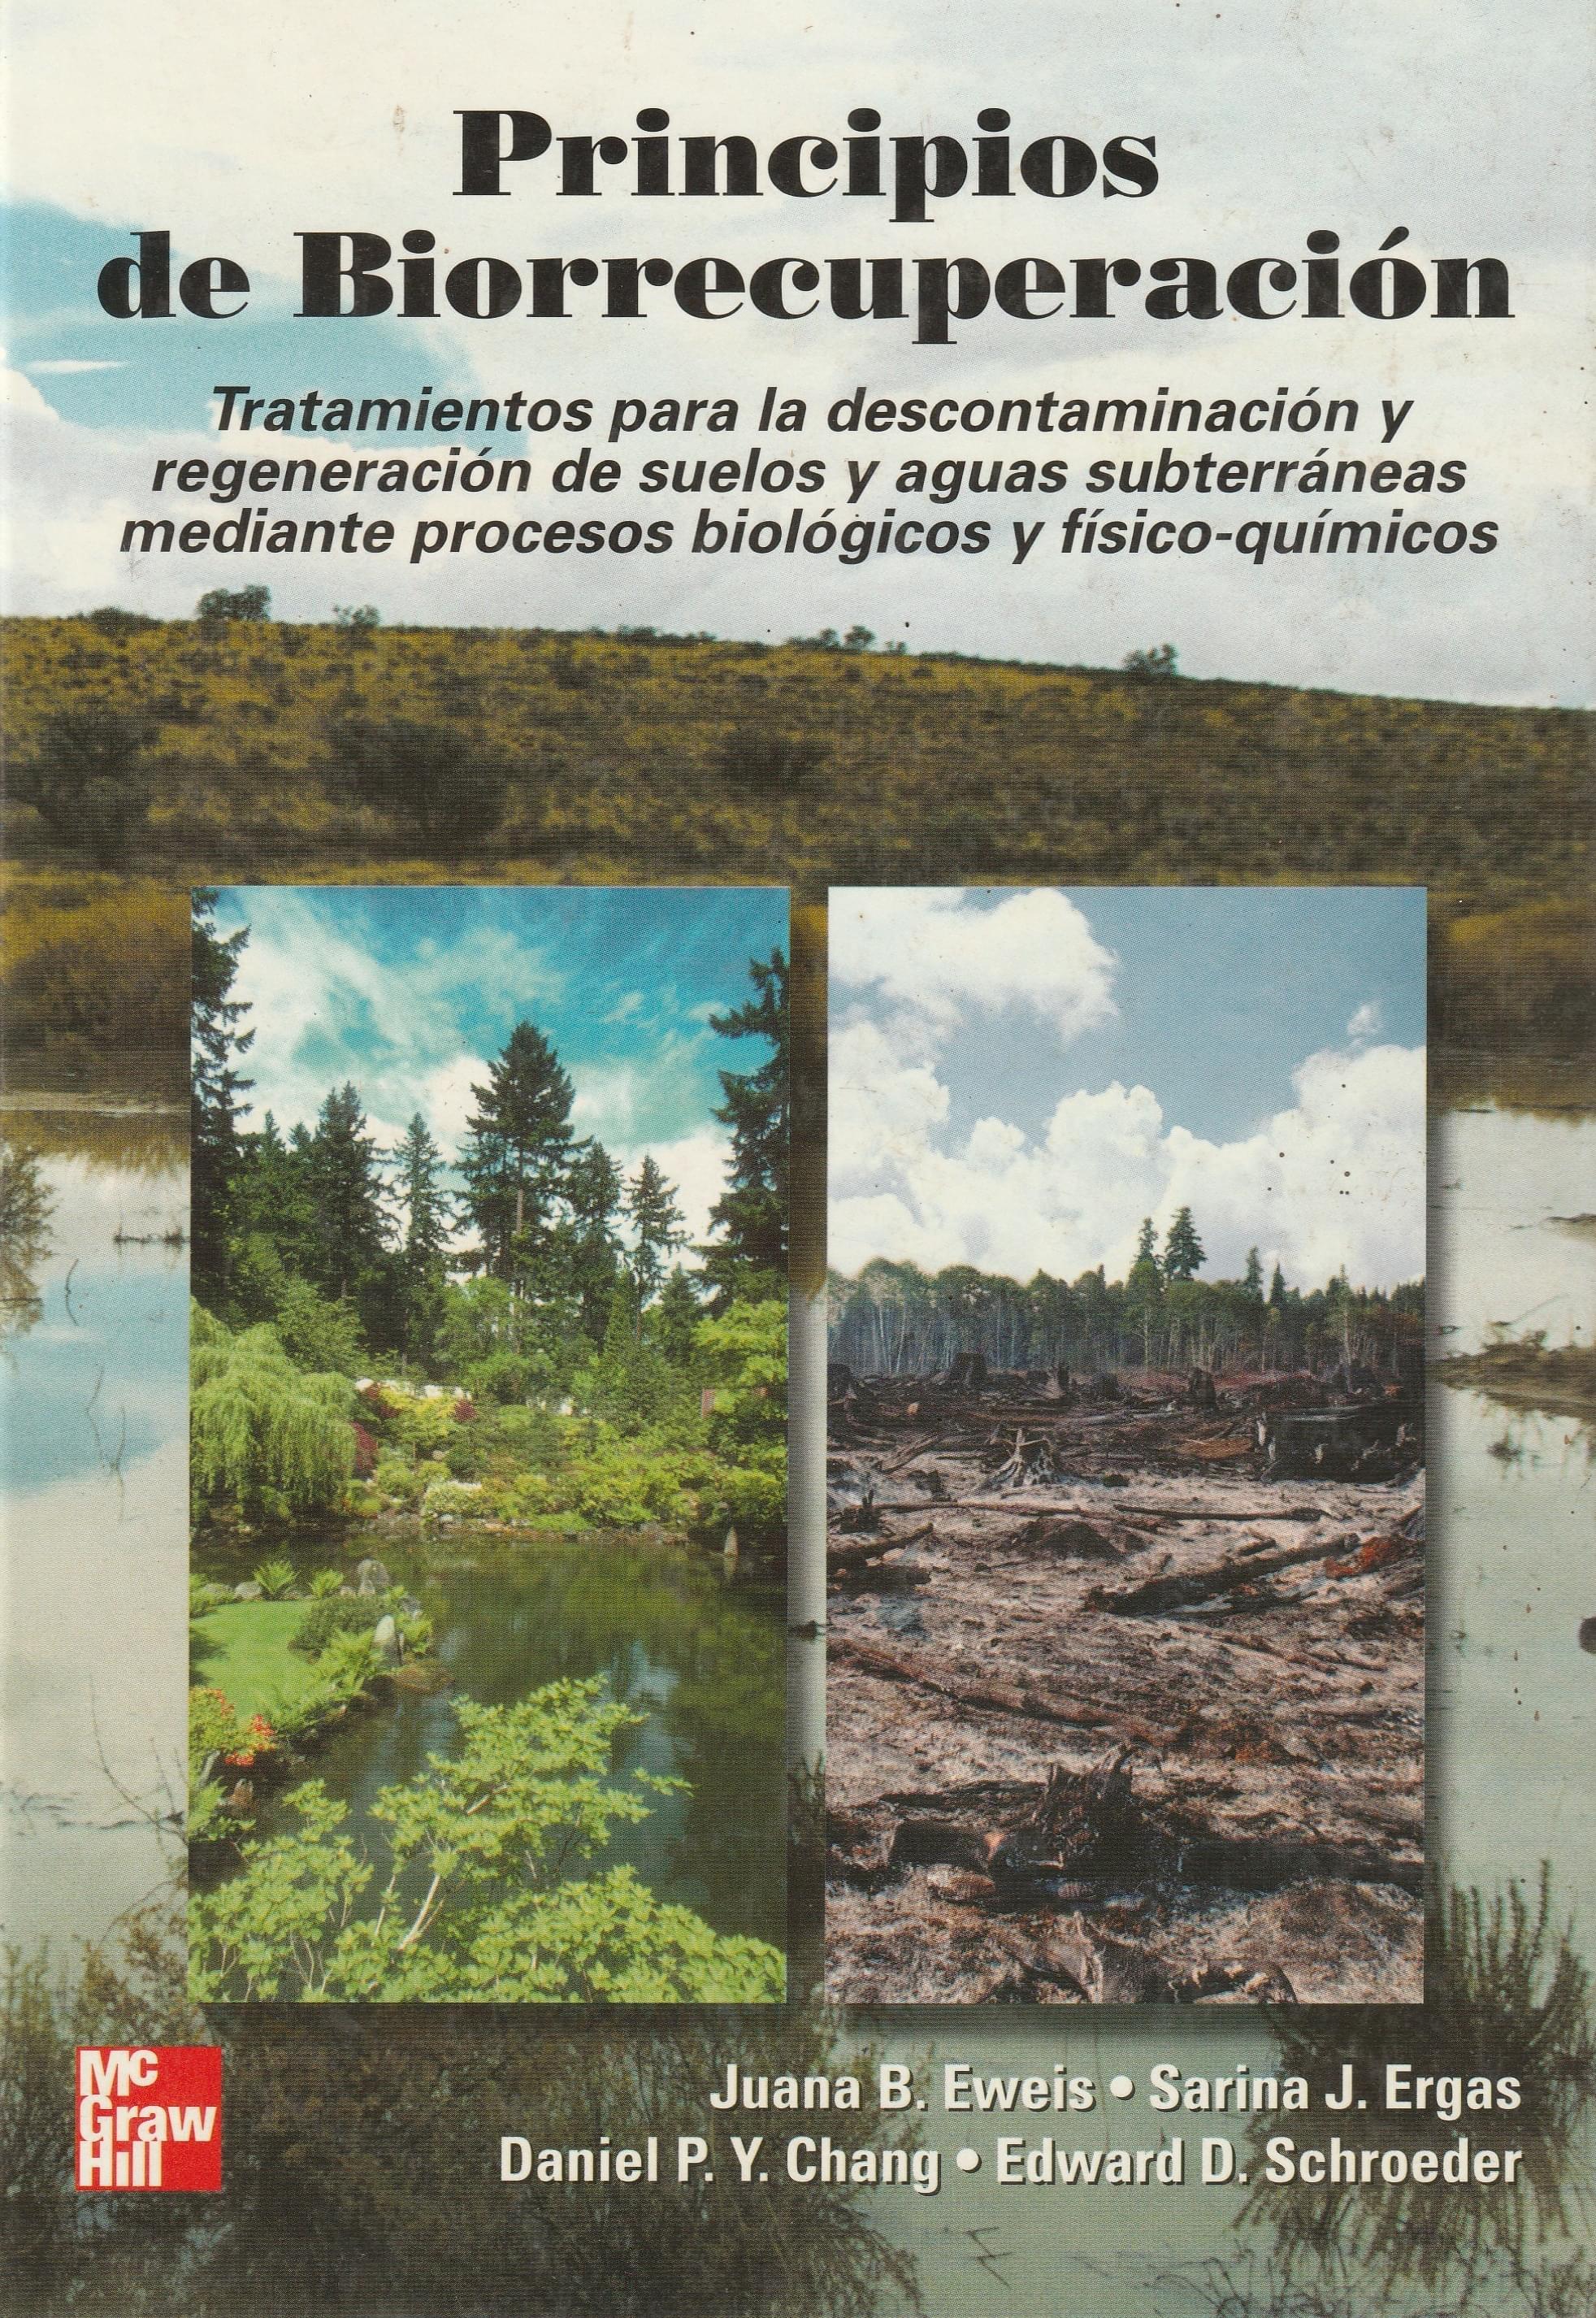 Principios
de Biorrecuperación
Tratamientos para la descontaminación y
regeneración de suelos y aguas subterráneas
mediante procesos biológicos y físico-químicos
Mc
Graw
Hill
Juana B. Eweis • Sarina J. Ergas
Daniel P. Y. Chang • Edward D. Schroeder